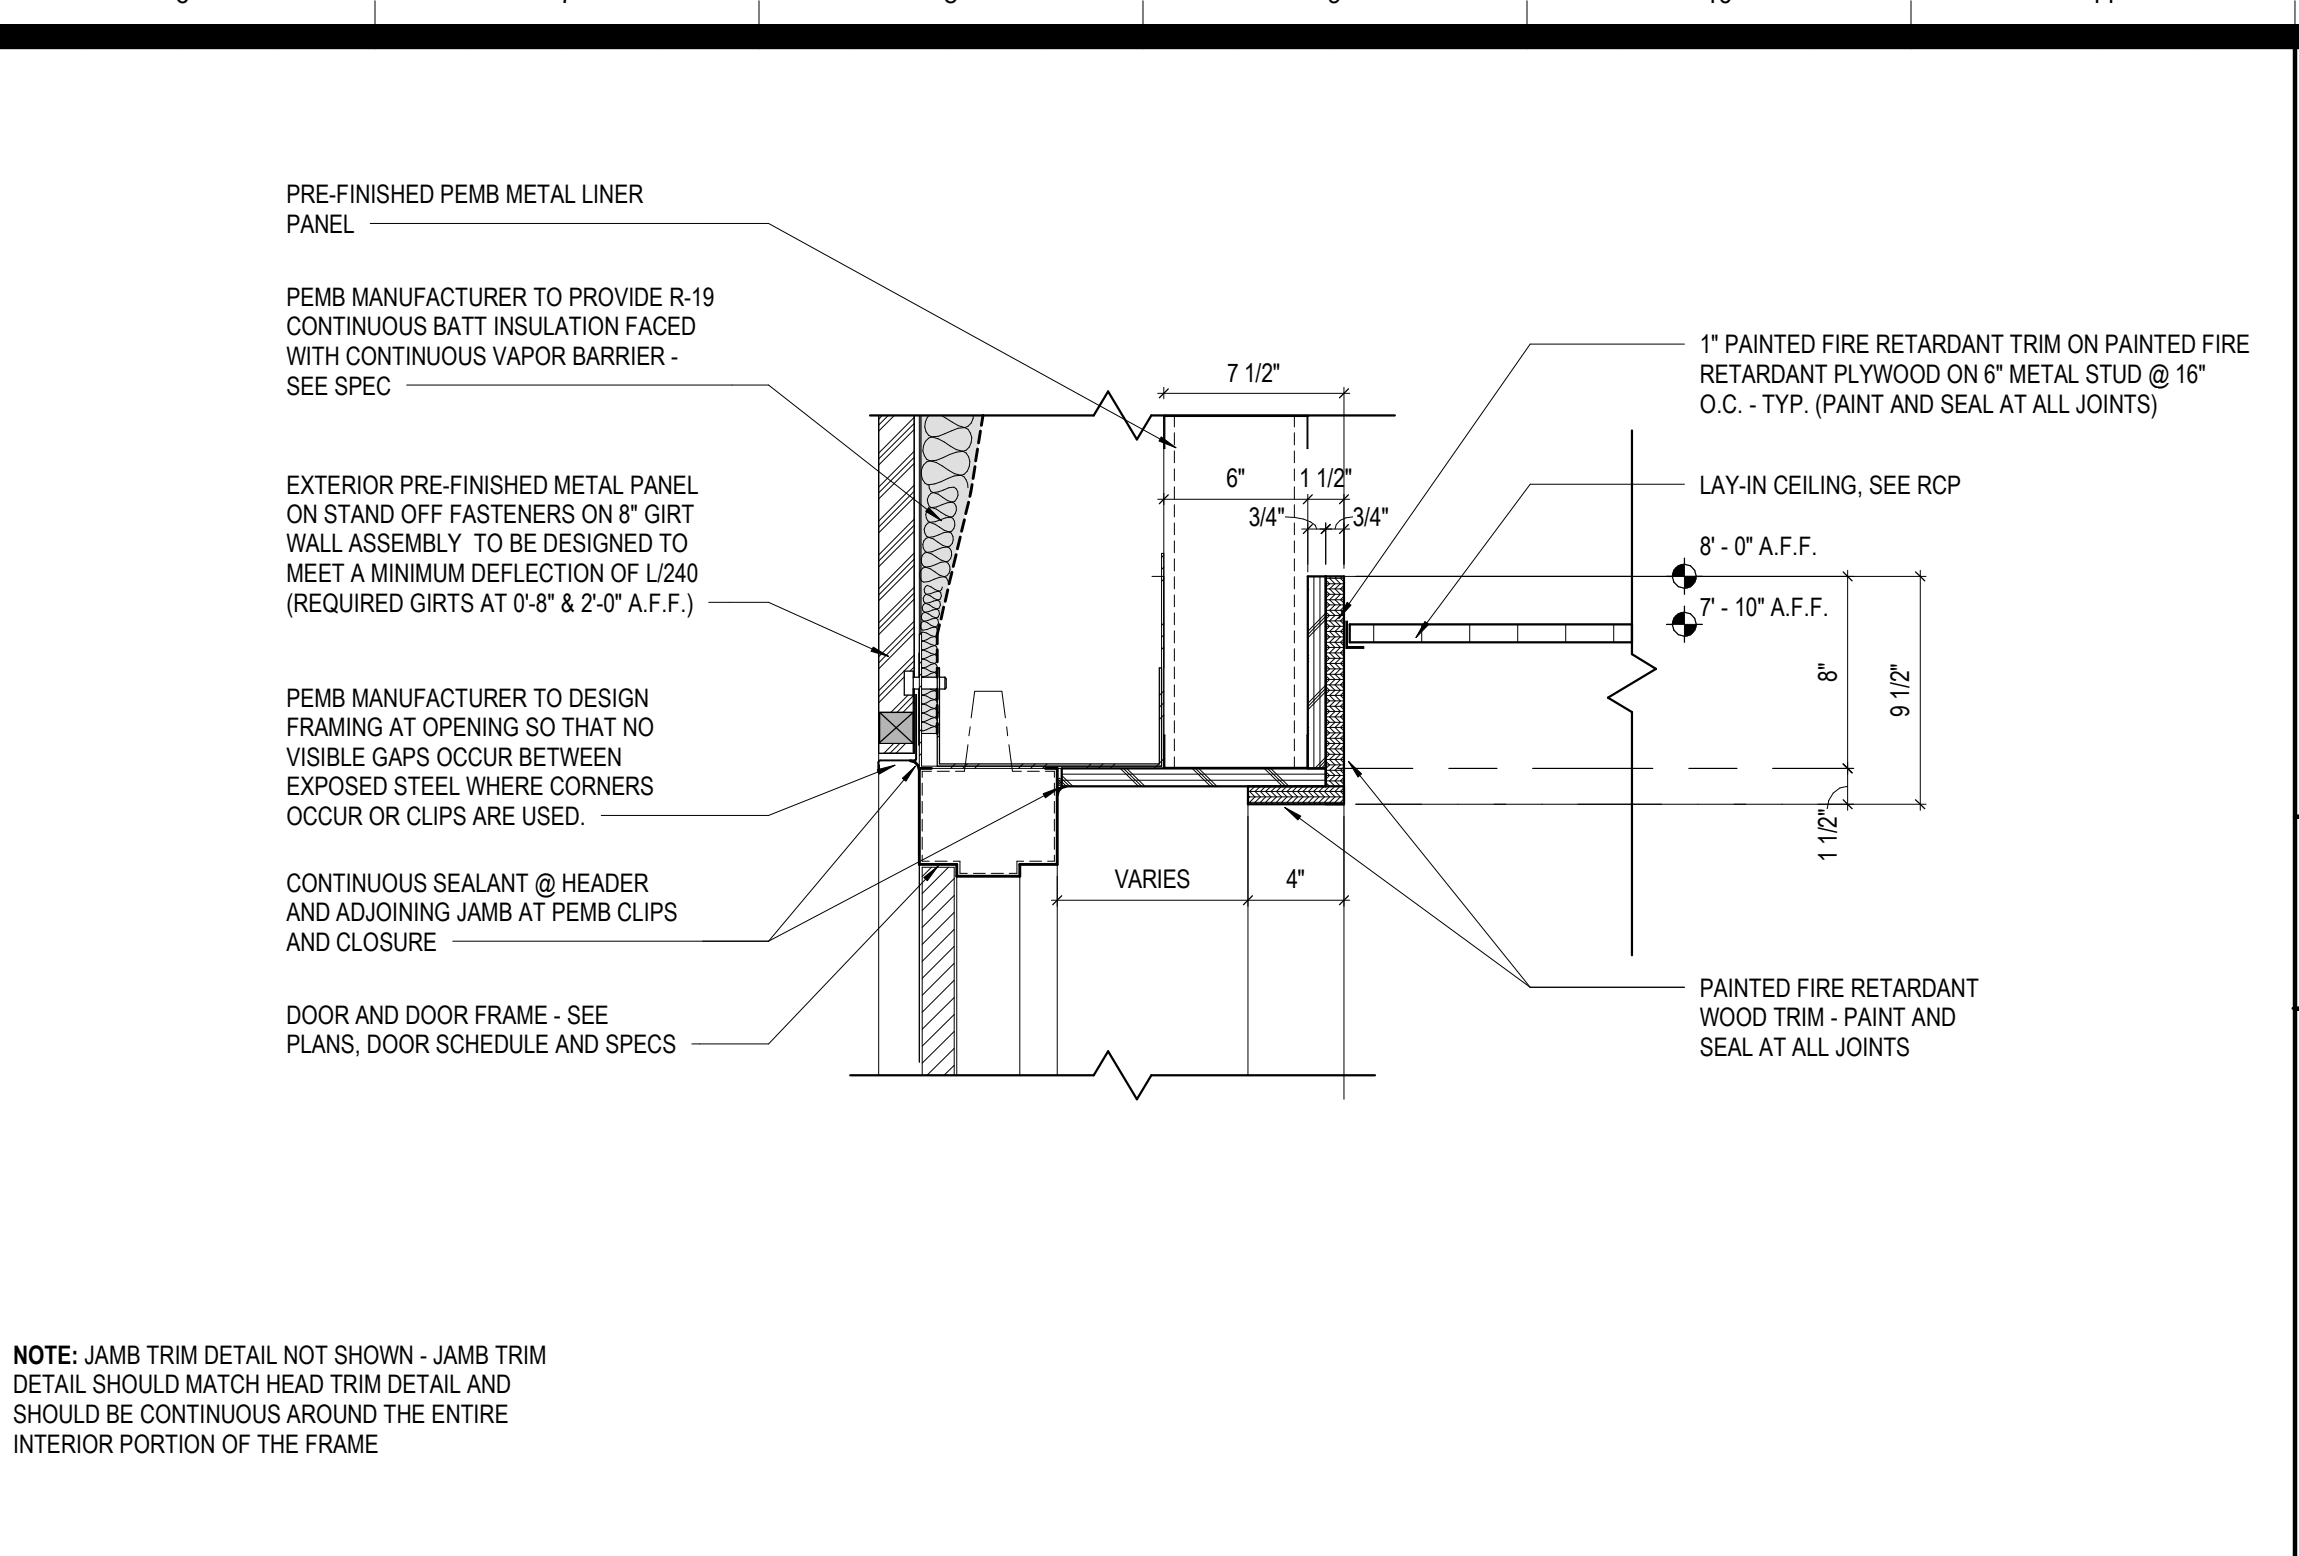 PRE-FINISHED PEMB METAL LINER
PANEL
PEMB MANUFACTURER TO PROVIDE R-19
CONTINUOUS BATT INSULATION FACED
WITH CONTINUOUS VAPOR BARRIER -
SEE SPEC
EXTERIOR PRE-FINISHED METAL PANEL
ON STAND OFF FASTENERS ON 8" GIRT
WALL ASSEMBLY TO BE DESIGNED TO
MEET A MINIMUM DEFLECTION OF L/240
(REQUIRED GIRTS AT 0'-8" & 2'-0" A.F.F.)
PEMB MANUFACTURER TO DESIGN
FRAMING AT OPENING SO THAT NO
VISIBLE GAPS OCCUR BETWEEN
EXPOSED STEEL WHERE CORNERS
OCCUR OR CLIPS ARE USED.
CONTINUOUS SEALANT @ HEADER
AND ADJOINING JAMB AT PEMB CLIPS
AND CLOSURE
DOOR AND DOOR FRAME - SEE
PLANS, DOOR SCHEDULE AND SPECS
7 1/2"
6"
1 1/2"
3/4"
3/4"
VARIES
4"
1" PAINTED FIRE RETARDANT TRIM ON PAINTED FIRE
RETARDANT PLYWOOD ON 6" METAL STUD @ 16"
O.C. - TYP. (PAINT AND SEAL AT ALL JOINTS)
LAY-IN CEILING, SEE RCP
8' - 0" A.F.F.
7' - 10" A.F.F.
8"
9 1/2"
1 1/2"
PAINTED FIRE RETARDANT
WOOD TRIM - PAINT AND
SEAL AT ALL JOINTS
NOTE: JAMB TRIM DETAIL NOT SHOWN - JAMB TRIM
DETAIL SHOULD MATCH HEAD TRIM DETAIL AND
SHOULD BE CONTINUOUS AROUND THE ENTIRE
INTERIOR PORTION OF THE FRAME